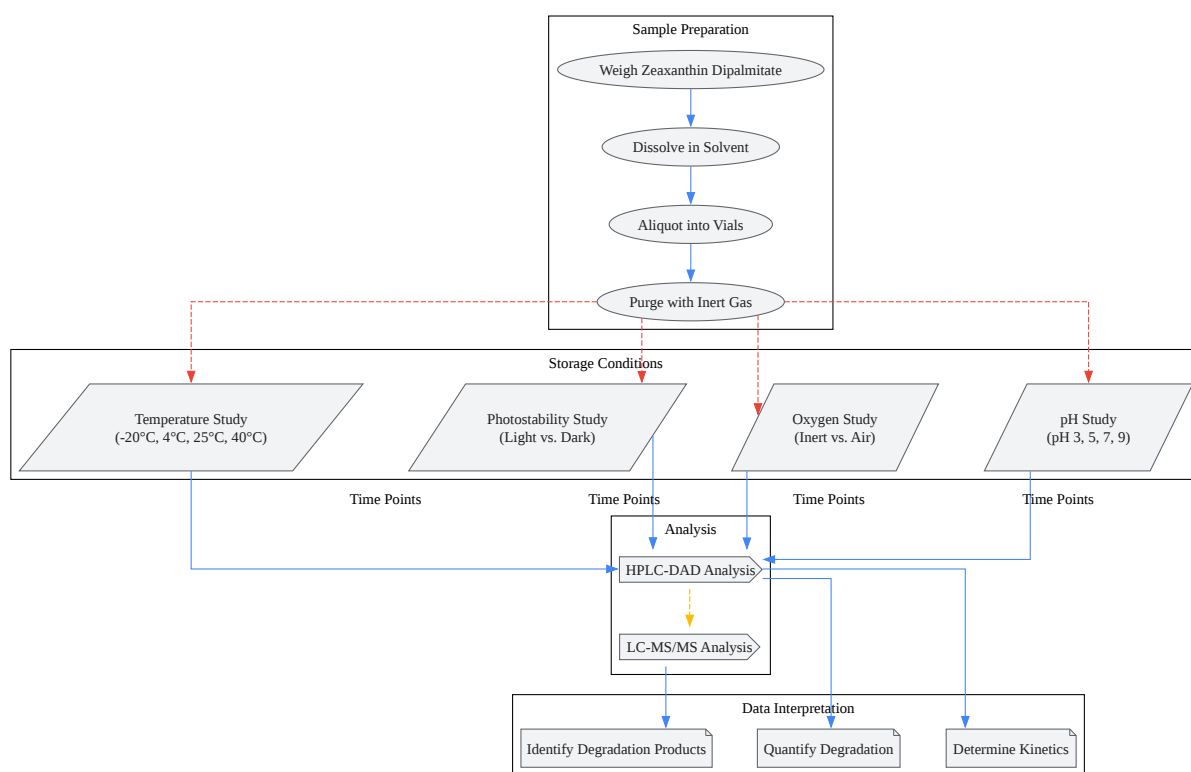 Sample Preparation
Weigh Zeaxanthin Dipalmitate
Dissolve in Solvent
Aliquot into Vials
Purge with Inert Gas
Storage Conditions
Temperature Study
(-20°C, 4°C, 25°C, 40°C)
Photostability Study
(Light vs. Dark)
Oxygen Study
(Inert vs. Air)
pH Study
(pH 3, 5, 7, 9)
Time Points
Time Points
Time Points
Time Points
Analysis
HPLC-DAD Analysis
LC-MS/MS Analysis
Data Interpretation
Identify Degradation Products
Quantify Degradation
Determine Kinetics